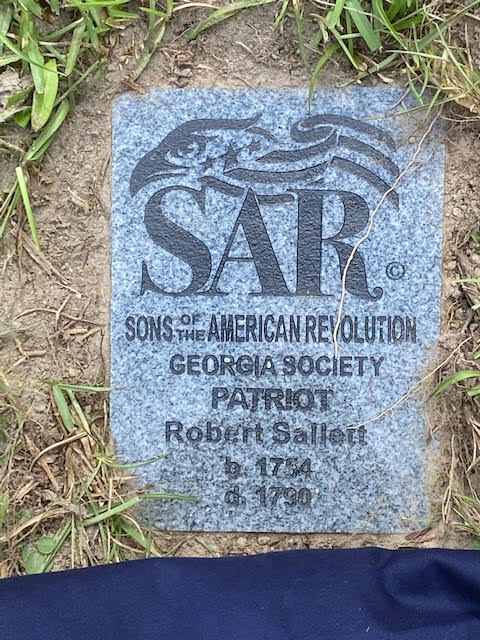 SAR©
SONS OF THE AMERICAN REVOLUTION
GEORGIA SOCIETY
PATRIOT
Robert Sallett
b. 1754
d. 1790